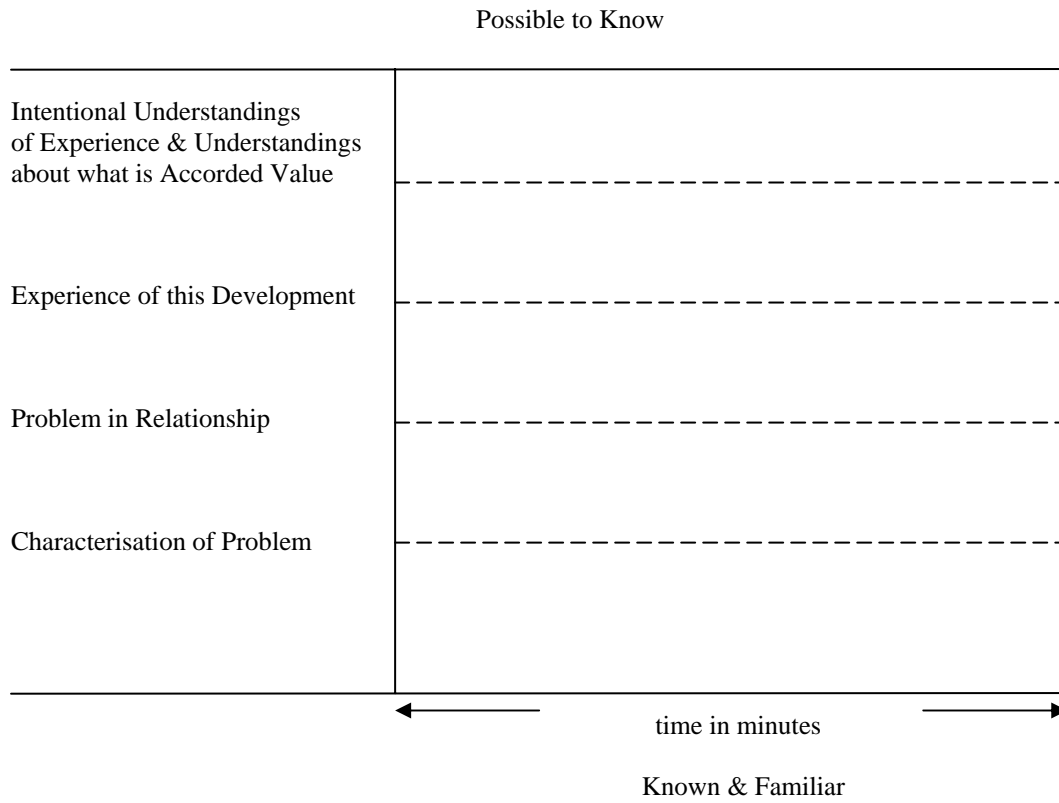 Possible to Know
Intentional Understandings
of Experience & Understandings
about what is Accorded Value
Experience of this Development
Problem in Relationship
Characterisation of Problem
time in minutes
Known & Familiar